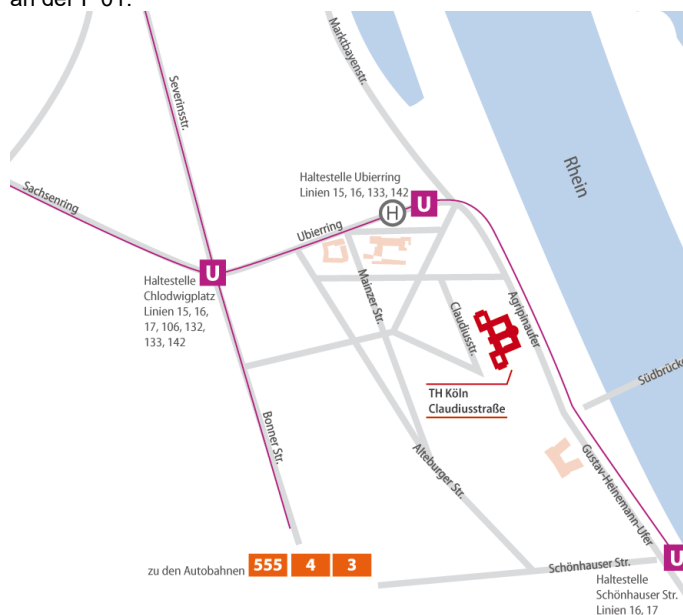 Marktbayenstr.
Severinsstr.
Rhein
Haltestelle Ubierring
Linien 15, 16, 133, 142
U
H
Sachsenring
Ubierring
U
Haltestelle
Chlodwigplatz
Linien 15, 16,
17, 106, 132,
133, 142
Mainzer Str.
Claudiusstr.
Agripinaufer
Südbrücke
TH Köln
Claudiusstraße
Bonner Str.
Alteburger Str.
Gustav-Heinemann-Ufer
U
zu den Autobahnen 555 4 3
Schönhauser Str.
Haltestelle
Schönhauser Str.
Linien 16, 17